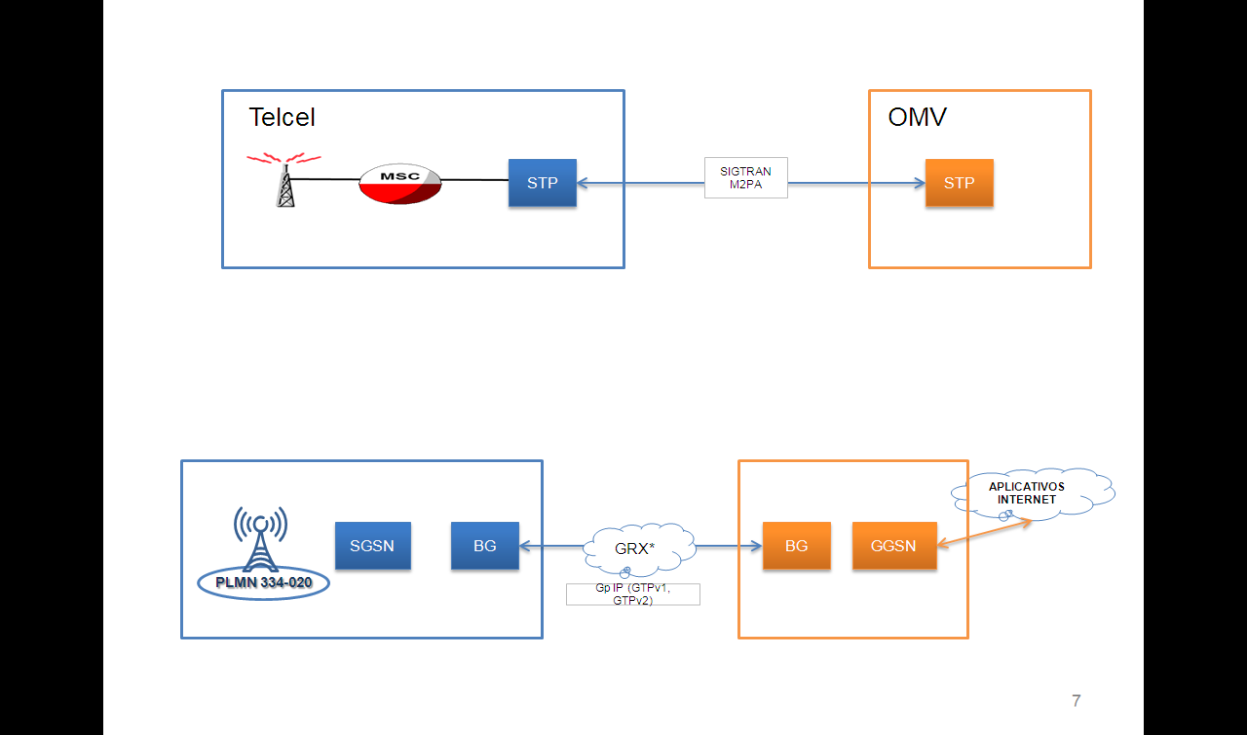 Telcel
OMV
MSC
STP
SIGTRAN
M2PA
STP
PLMN 334-020
SGSN
BG
GRX*
Gp IP (GTPv1,
GTPv2)
BG
GGSN
APLICATIVOS
INTERNET
7